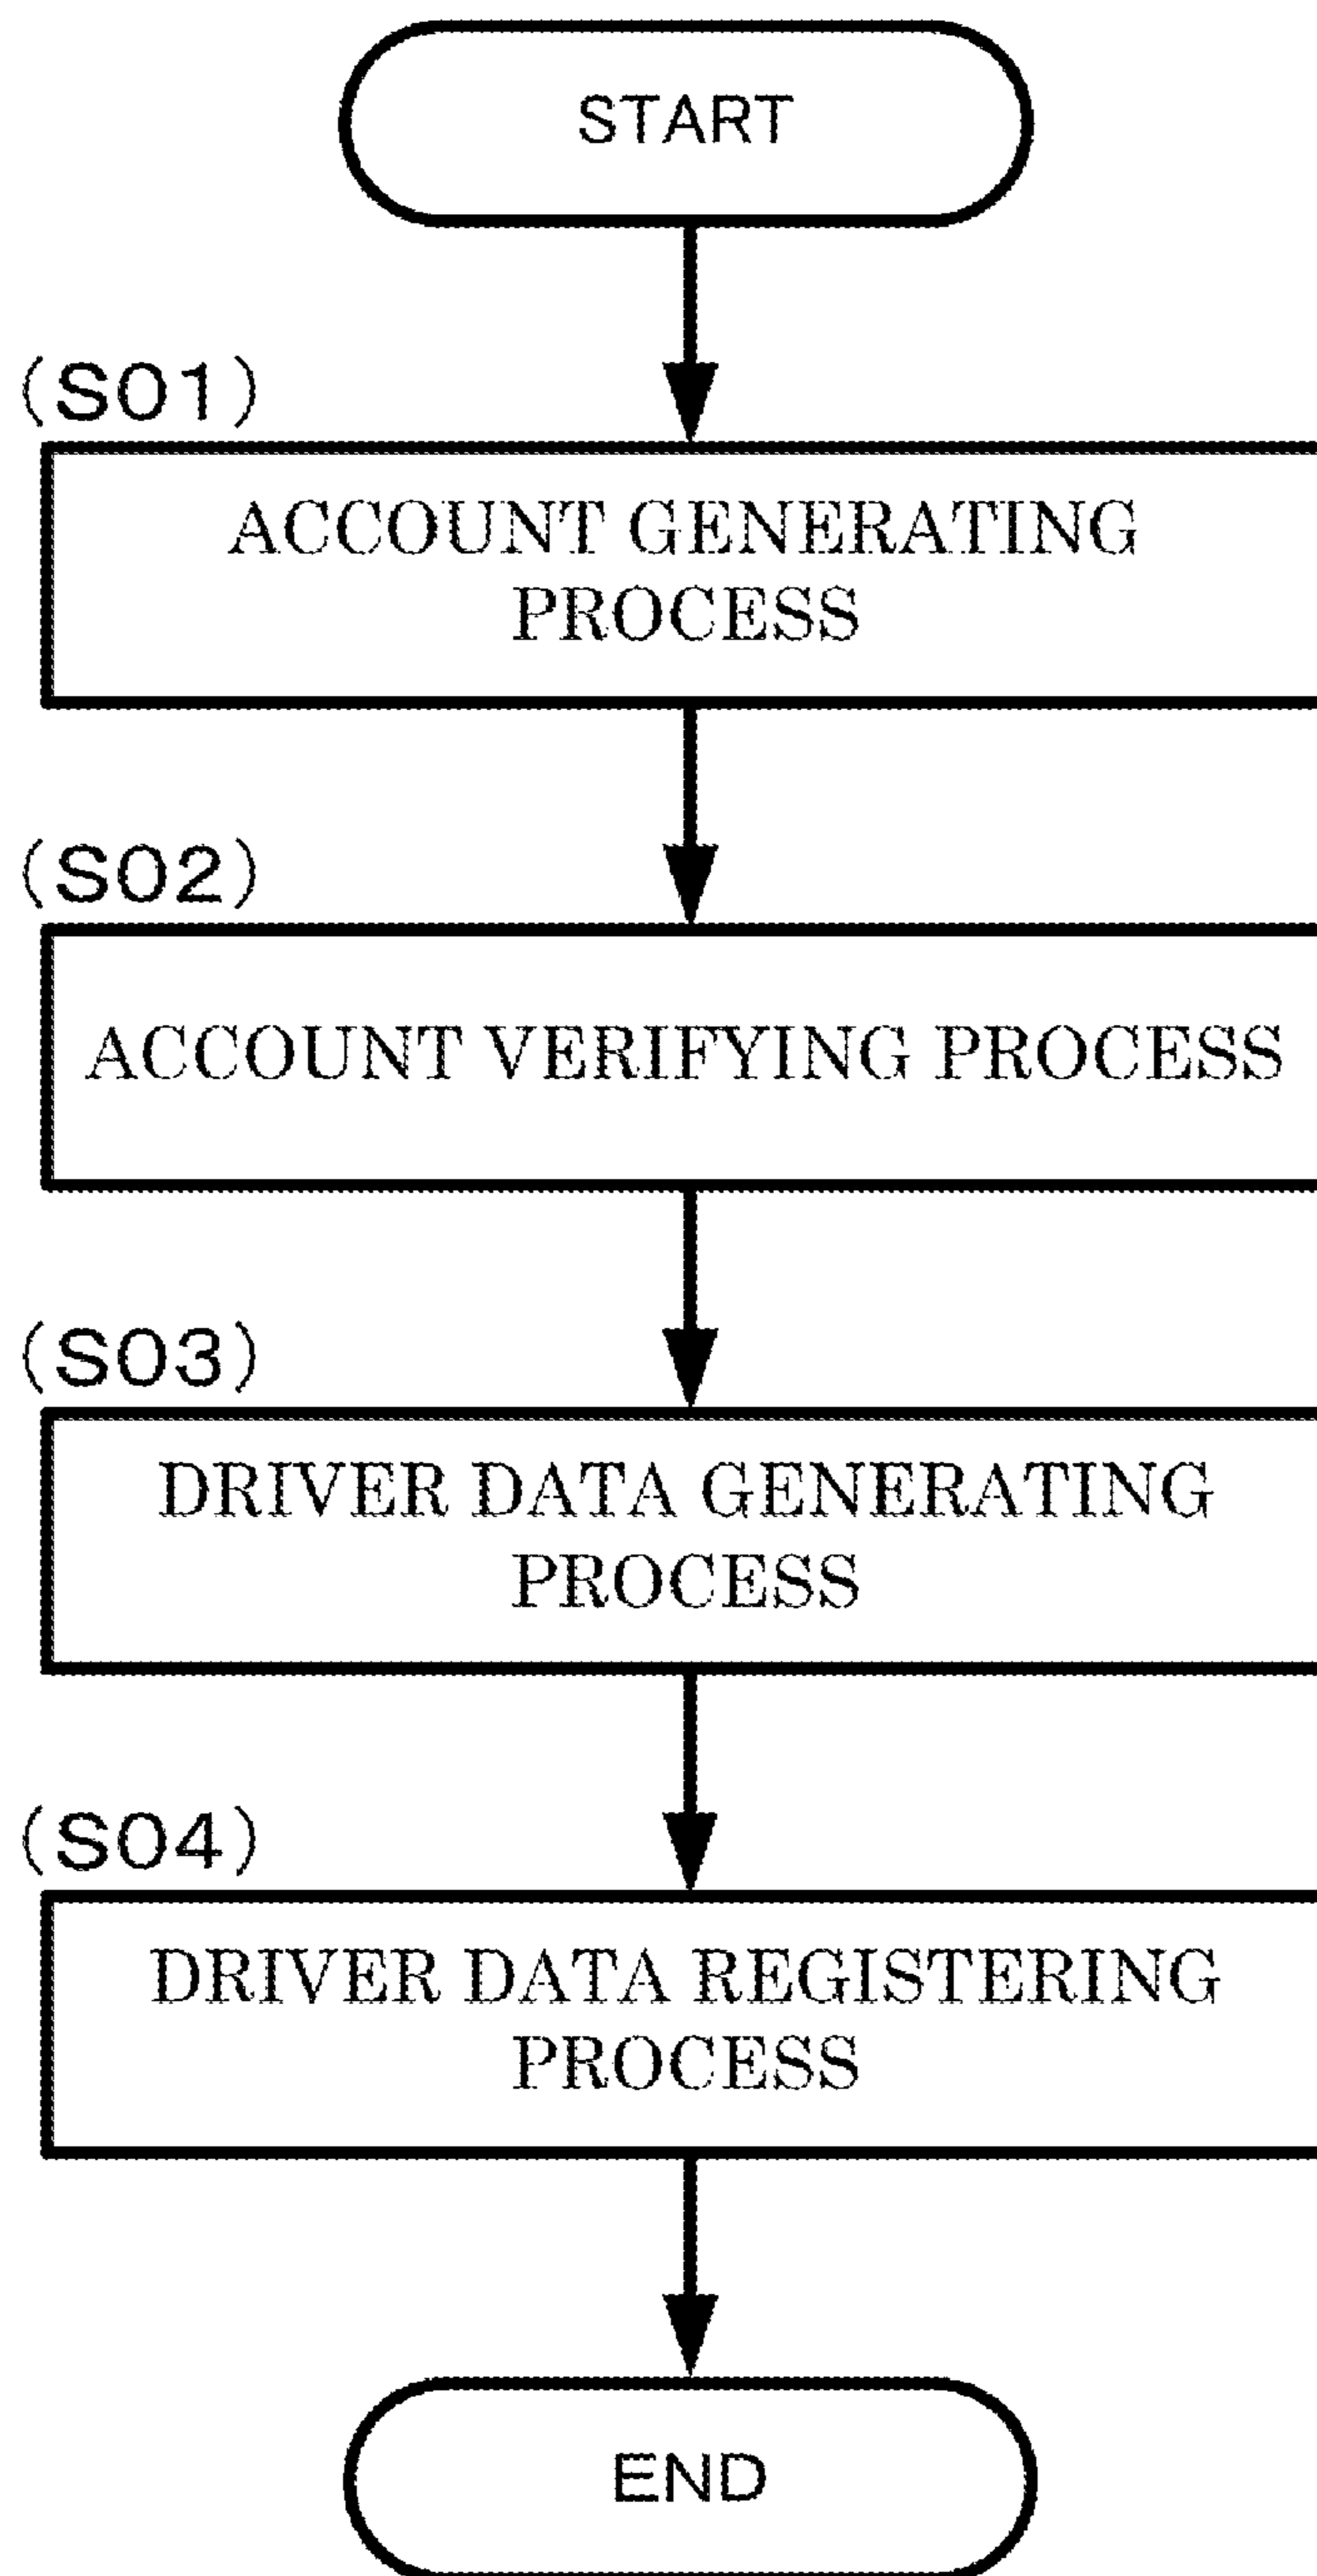 START
(S01)
ACCOUNT GENERATING
PROCESS
(S02)
ACCOUNT VERIFYING PROCESS
(S03)
DRIVER DATA GENERATING
PROCESS
(S04)
DRIVER DATA REGISTERING
PROCESS
END